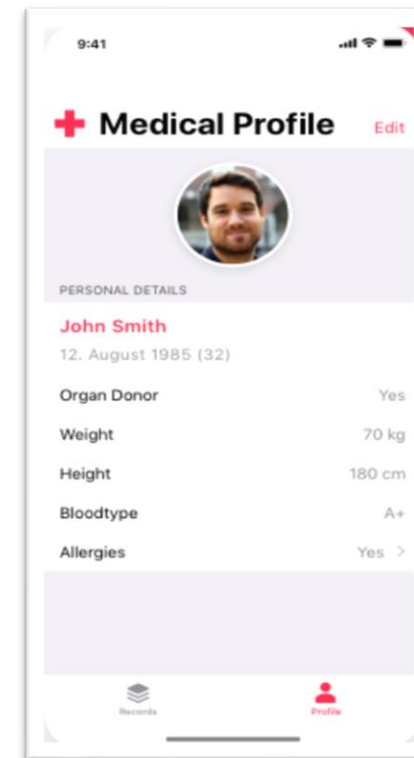 9:41
Medical Profile Edit
PERSONAL DETAILS
John Smith
12. August 1985 (32)
Organ Donor Yes
Weight 70 kg
Height 180 cm
Bloodtype A+
Allergies Yes >
Records Profile